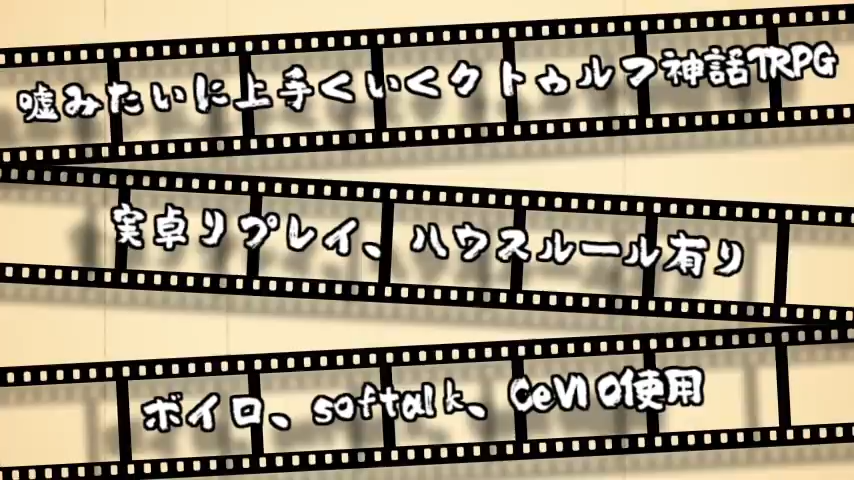 嘘みたいに上手くいくクトゥルフ神話TRPG
実卓リプレイ、ハウスルール有り
ボイロ、softalk、CeVIO使用